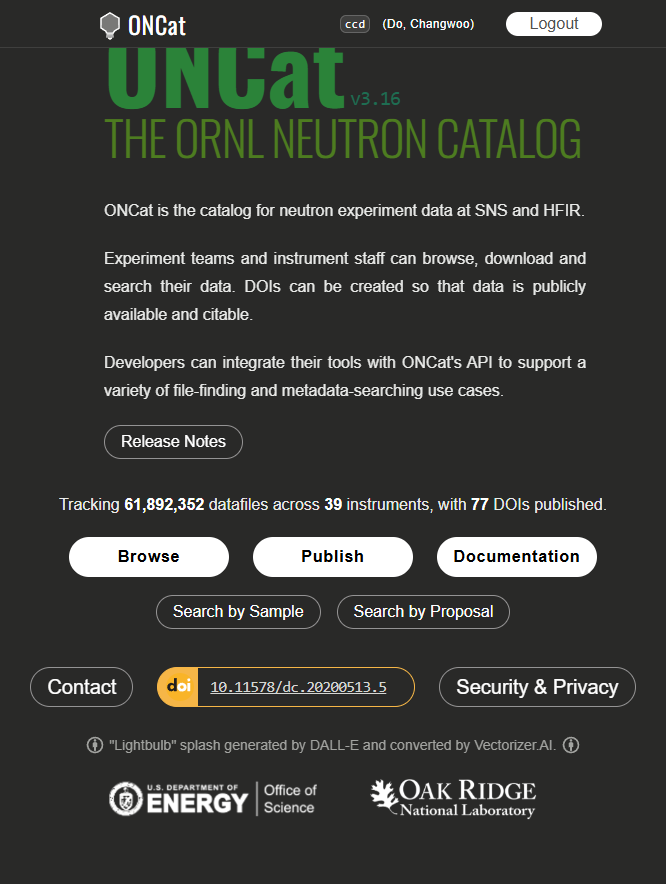 ONCat
ccd
(Do, Changwoo)
Logout
ONCat v3.16
THE ORNL NEUTRON CATALOG
ONCat is the catalog for neutron experiment data at SNS and HFIR.
Experiment teams and instrument staff can browse, download and
search their data. DOIs can be created so that data is publicly
available and citable.
Developers can integrate their tools with ONCat's API to support a
variety of file-finding and metadata-searching use cases.
Release Notes
Tracking 61,892,352 datafiles across 39 instruments, with 77 DOIs published.
Browse
Publish
Documentation
Search by Sample
Search by Proposal
Contact
doi 10.11578/dc.20200513.5
Security & Privacy
"Lightbulb" splash generated by DALL-E and converted by Vectorizer.AI.
U.S. DEPARTMENT OF
ENERGY
Office of
Science
OAK RIDGE
National Laboratory